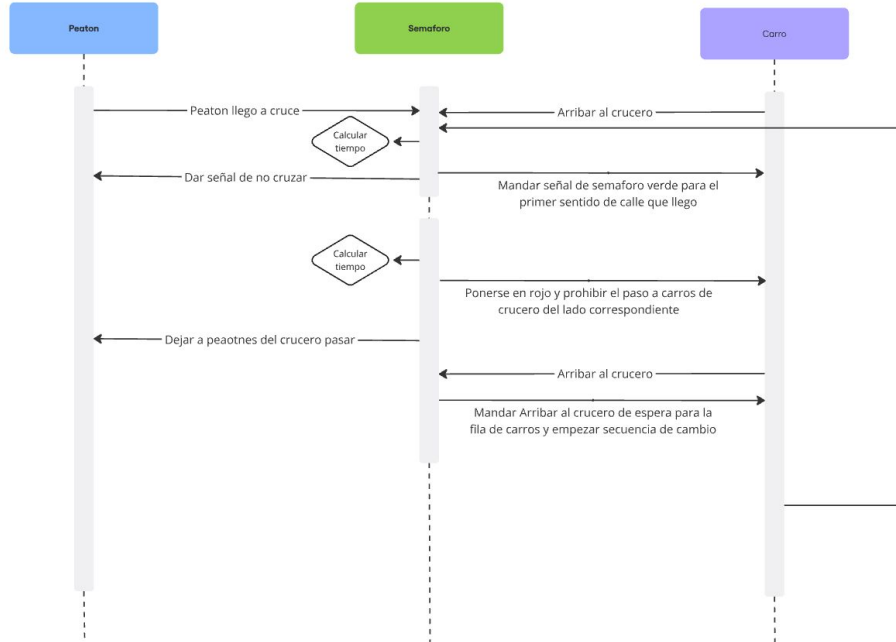 Peaton
Semaforo
Carro
Peaton llego a cruce
Arribar al crucero
Calcular
tiempo
Dar señal de no cruzar
Mandar señal de semaforo verde para el
primer sentido de calle que llego
Calcular
tiempo
Ponerse en rojo y prohibir el paso a carros de
crucero del lado correspondiente
Dejar a peaotnes del crucero pasar
Arribar al crucero
Mandar Arribar al crucero de espera para la
fila de carros y empezar secuencia de cambio